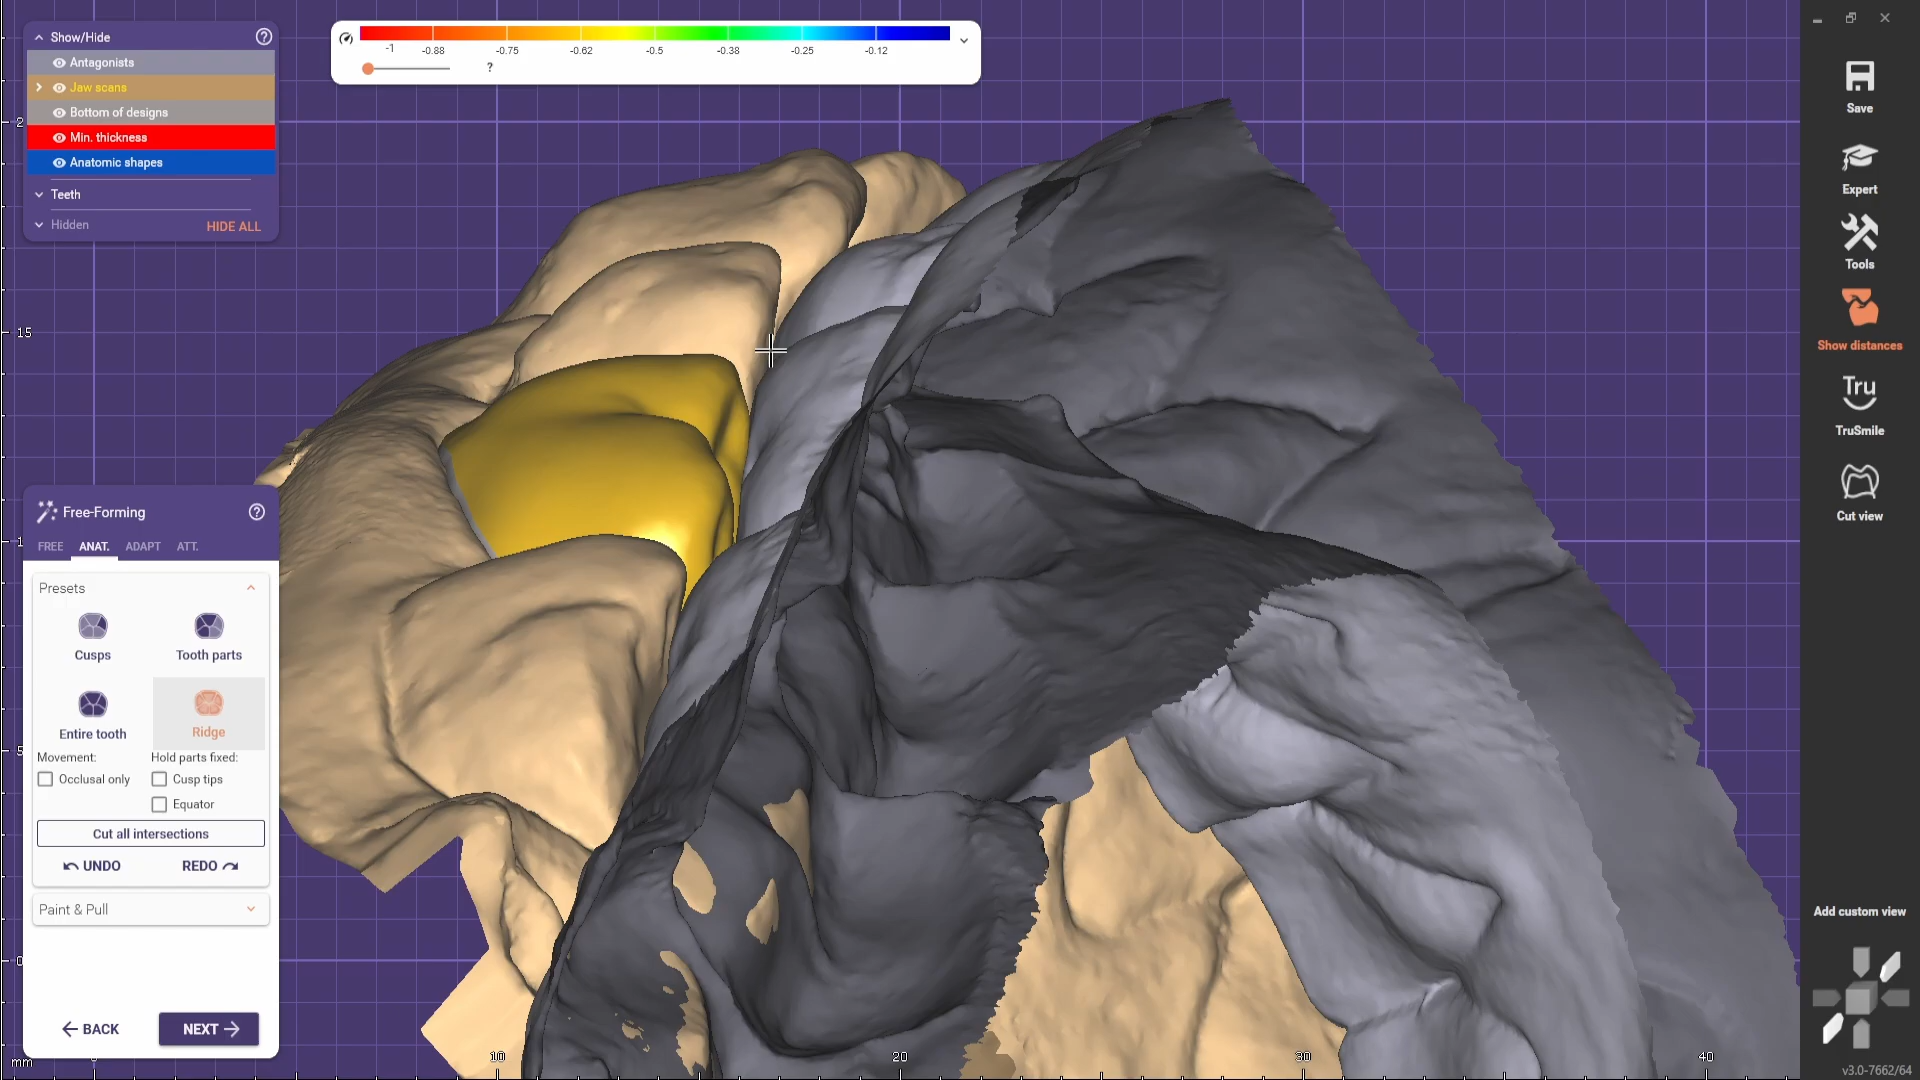 Show/Hide
Antagonists
Jaw scans
Bottom of designs
Min. thickness
Anatomic shapes
Teeth
Hidden HIDE ALL
-1 -0.88 -0.75 -0.62 -0.5 -0.38 -0.25 -0.12
?
Save
Expert
Tools
Show distances
Tru
TruSmile
Cut view
Add custom view
v3.0-7662/64
Free-Forming
FREE ANAT. ADAPT ATT.
Presets
Cusps Tooth parts
Entire tooth Ridge
Movement: Hold parts fixed:
Occlusal only Cusp tips
Equator
Cut all intersections
UNDO REDO
Paint & Pull
BACK NEXT
2
15
1
5
0
mm 10 20 30 40